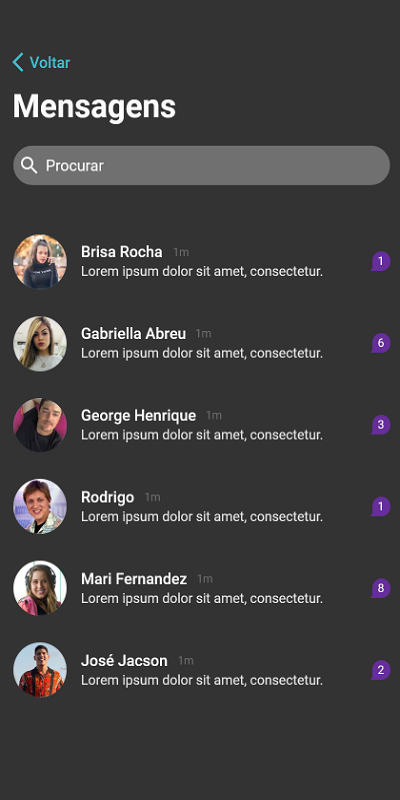 Voltar
Mensagens
Procurar
Brisa Rocha 1m
Lorem ipsum dolor sit amet, consectetur.
1
Gabriella Abreu 1m
Lorem ipsum dolor sit amet, consectetur.
6
George Henrique 1m
Lorem ipsum dolor sit amet, consectetur.
3
Rodrigo 1m
Lorem ipsum dolor sit amet, consectetur.
1
Mari Fernandez 1m
Lorem ipsum dolor sit amet, consectetur.
8
José Jacson 1m
Lorem ipsum dolor sit amet, consectetur.
2